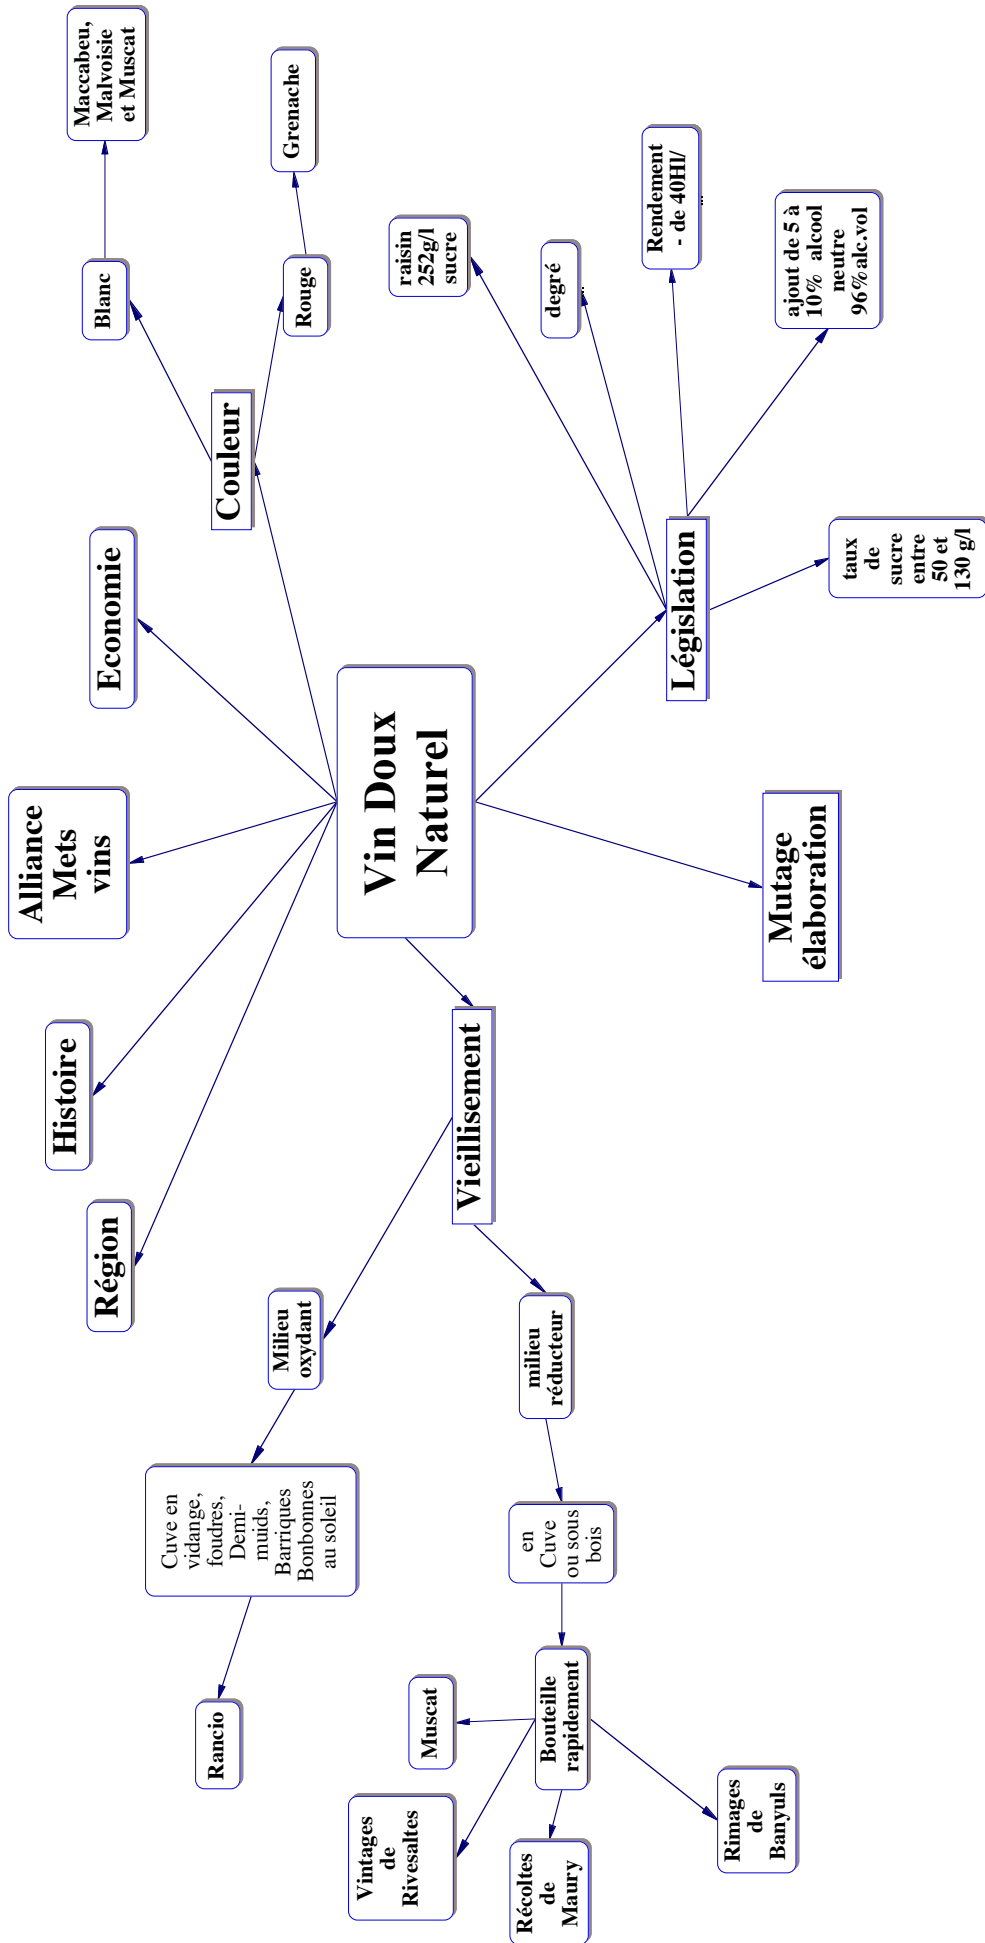 Maccabeu,
Malvoisie
et Muscat
Grenache
Blanc
Rouge
Couleur
raisin
252g/l
sucre
degré
...
Rendement
- de 40Hl/
...
ajout de 5 à
10% alcool
neutre
96%alc.vol
taux
de
sucre
entre
50 et
130 g/l
Législation
Economie
Alliance
Mets
vins
Vin Doux
Naturel
Mutage
élaboration
Histoire
Région
Vieillisement
Milieu
oxydant
milieu
réducteur
Cuve en
vidange,
foudres,
Demi-
muids,
Barriques
Bonbonnes
au soleil
en
Cuve
ou sous
bois
Rancio
Muscat
Bouteille
rapidement
Vintages
de
Rivesaltes
Récoltes
de
Maury
Rimages
de
Banyuls